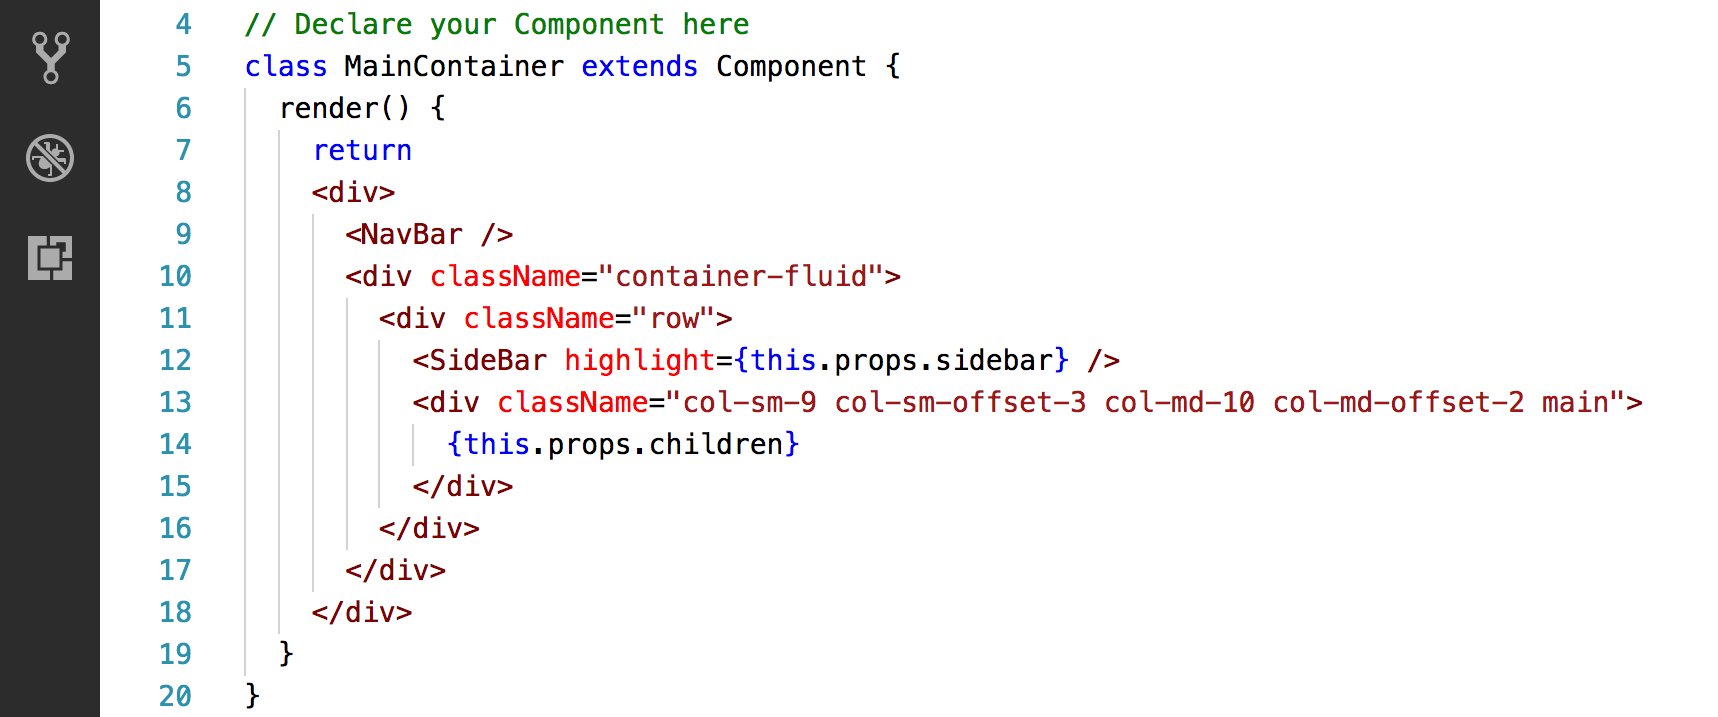 4 // Declare your Component here
5 class MainContainer extends Component {
6 render() {
7 return
8 <div>
9 <NavBar />
10 <div className="container-fluid">
11 <div className="row">
12 <SideBar highlight={this.props.sidebar} />
13 <div className="col-sm-9 col-sm-offset-3 col-md-10 col-md-offset-2 main">
14 {this.props.children}
15 </div>
16 </div>
17 </div>
18 </div>
19 }
20 }